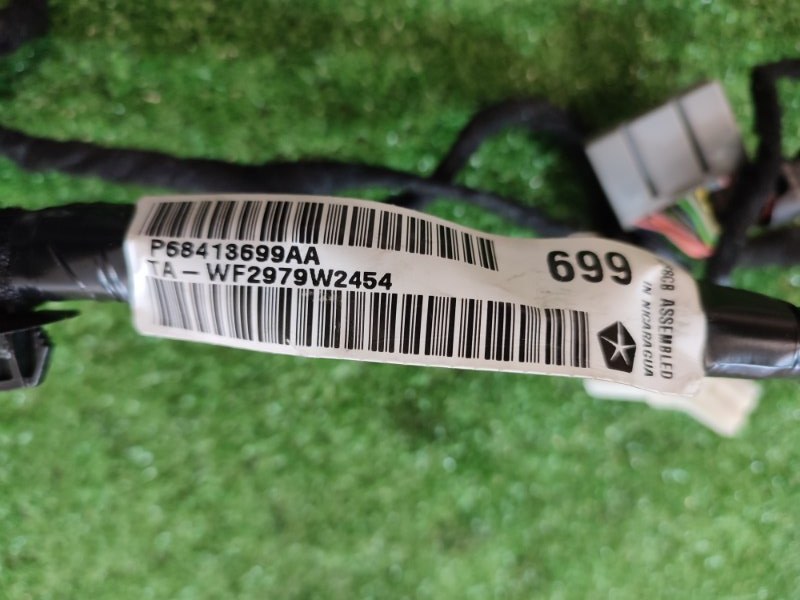 P68413699AA
TA-WF2979W2454
699
ASSEMBLED
IN NICARAGUA